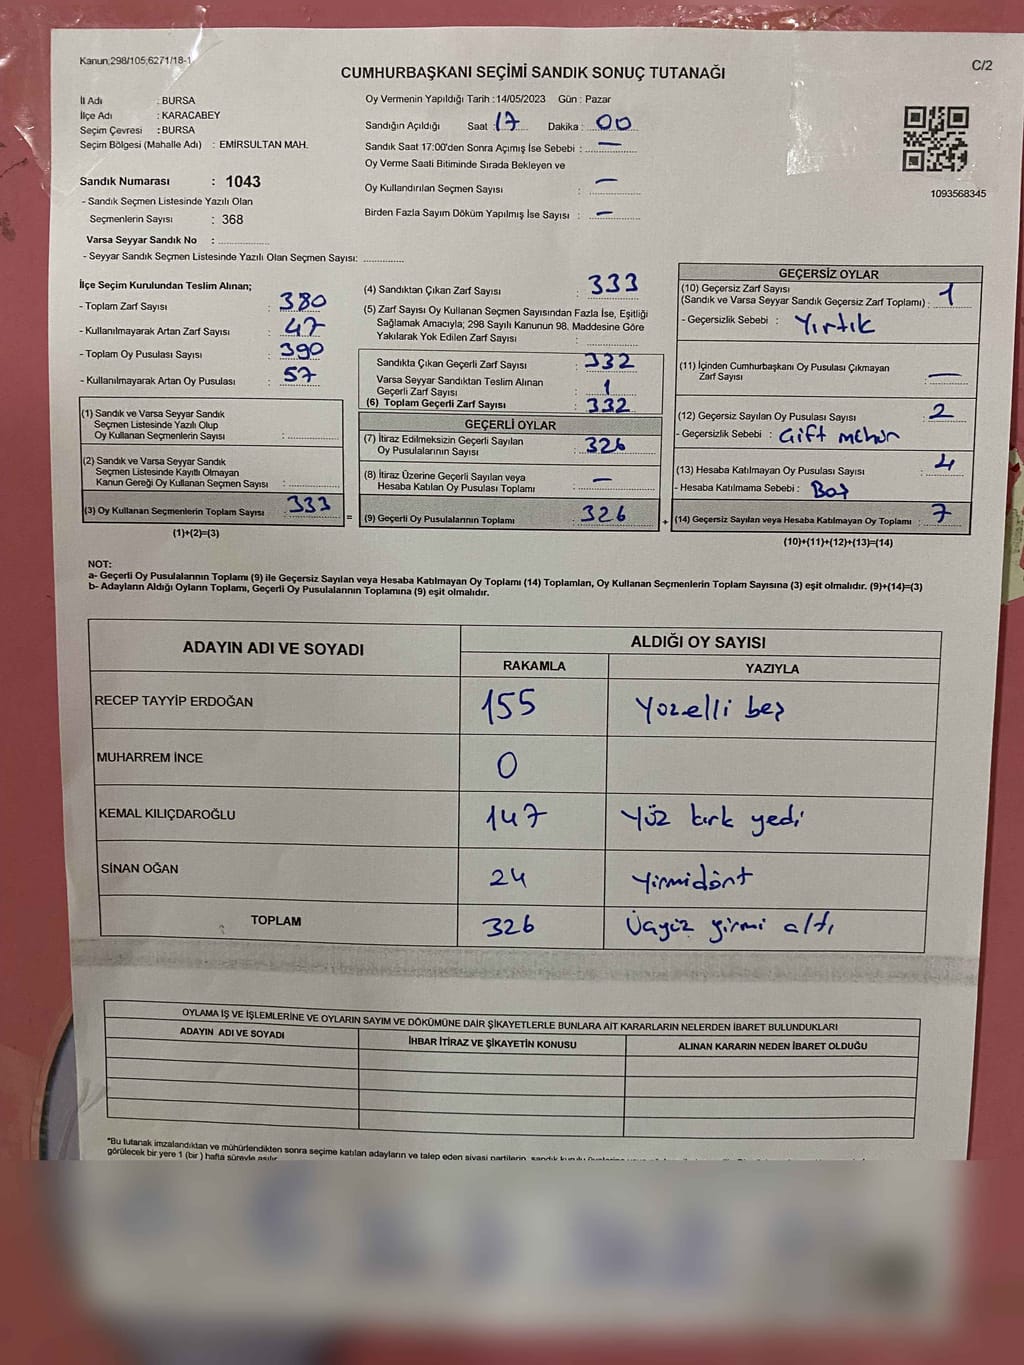 Kanun,298/105,6271/18-1
C/2
CUMHURBAŞKANI SEÇİMİ SANDIK SONUÇ TUTANAĞI
İl Adı : BURSA
İlçe Adı : KARACABEY
Seçim Çevresi : BURSA
Seçim Bölgesi (Mahalle Adı) : EMİRSULTAN MAH.
Sandık Numarası : 1043
- Sandık Seçmen Listesinde Yazılı Olan
Seçmenlerin Sayısı : 368
Varsa Seyyar Sandık No : ................
- Seyyar Sandık Seçmen Listesinde Yazılı Olan Seçmen Sayısı: ............
Oy Vermenin Yapıldığı Tarih :14/05/2023 Gün : Pazar
Sandığın Açıldığı Saat : 17 Dakika : 00
Sandık Saat 17:00'den Sonra Açımış İse Sebebi : —
Oy Verme Saati Bitiminde Sırada Bekleyen ve
Oy Kullandırılan Seçmen Sayısı : —
Birden Fazla Sayım Döküm Yapılmış İse Sayısı : —
1093568345
İlçe Seçim Kurulundan Teslim Alınan;
- Toplam Zarf Sayısı : 380
- Kullanılmayarak Artan Zarf Sayısı : 47
- Toplam Oy Pusulası Sayısı : 390
- Kullanılmayarak Artan Oy Pusulası : 57
(1) Sandık ve Varsa Seyyar Sandık
Seçmen Listesinde Yazılı Olup
Oy Kullanan Seçmenlerin Sayısı : ................
(2) Sandık ve Varsa Seyyar Sandık
Seçmen Listesinde Kayıtlı Olmayan
Kanun Gereği Oy Kullanan Seçmen Sayısı : ................
(3) Oy Kullanan Seçmenlerin Toplam Sayısı : 333
(1)+(2)=(3)
(4) Sandıktan Çıkan Zarf Sayısı : 333
(5) Zarf Sayısı Oy Kullanan Seçmen Sayısından Fazla İse, Eşitliği
Sağlamak Amacıyla; 298 Sayılı Kanunun 98. Maddesine Göre
Yakılarak Yok Edilen Zarf Sayısı : ................
Sandıkta Çıkan Geçerli Zarf Sayısı : 332
Varsa Seyyar Sandıktan Teslim Alınan
Geçerli Zarf Sayısı : 1
(6) Toplam Geçerli Zarf Sayısı : 332
GEÇERLİ OYLAR
(7) İtiraz Edilmeksizin Geçerli Sayılan
Oy Pusulalarının Sayısı : 326
(8) İtiraz Üzerine Geçerli Sayılan veya
Hesaba Katılan Oy Pusulası Toplamı : —
= (9) Geçerli Oy Pusulalarının Toplamı : 326
GEÇERSİZ OYLAR
(10) Geçersiz Zarf Sayısı
(Sandık ve Varsa Seyyar Sandık Geçersiz Zarf Toplamı) : 1
- Geçersizlik Sebebi : Yırtık
(11) İçinden Cumhurbaşkanı Oy Pusulası Çıkmayan
Zarf Sayısı : —
(12) Geçersiz Sayılan Oy Pusulası Sayısı : 2
- Geçersizlik Sebebi : Çift mühür
(13) Hesaba Katılmayan Oy Pusulası Sayısı : 4
- Hesaba Katılmama Sebebi : Boş
+ (14) Geçersiz Sayılan veya Hesaba Katılmayan Oy Toplamı : 7
(10)+(11)+(12)+(13)=(14)
NOT:
a- Geçerli Oy Pusulalarının Toplamı (9) ile Geçersiz Sayılan veya Hesaba Katılmayan Oy Toplamı (14) Toplamları, Oy Kullanan Seçmenlerin Toplam Sayısına (3) eşit olmalıdır. (9)+(14)=(3)
b- Adayların Aldığı Oyların Toplamı, Geçerli Oy Pusulalarının Toplamına (9) eşit olmalıdır.
ADAYIN ADI VE SOYADI
ALDIĞI OY SAYISI
RAKAMLA YAZIYLA
RECEP TAYYİP ERDOĞAN 155 Yüzelli beş
MUHARREM İNCE 0
KEMAL KILIÇDAROĞLU 147 Yüz kırk yedi
SİNAN OĞAN 24 Yirmidört
TOPLAM 326 Üçyüz yirmi altı
OYLAMA İŞ VE İŞLEMLERİNE VE OYLARIN SAYIM VE DÖKÜMÜNE DAİR ŞİKAYETLERLE BUNLARA AİT KARARLARIN NELERDEN İBARET BULUNDUKLARI
ADAYIN ADI VE SOYADI İHBAR İTİRAZ VE ŞİKAYETİN KONUSU ALINAN KARARIN NEDEN İBARET OLDUĞU
"Bu tutanak imzalandıktan ve mühürlendikten sonra seçime katılan adayların ve talep eden siyasi partilerin, sandık kurulu
görülecek bir yere 1 (bir ) hafta süreyle asılır.